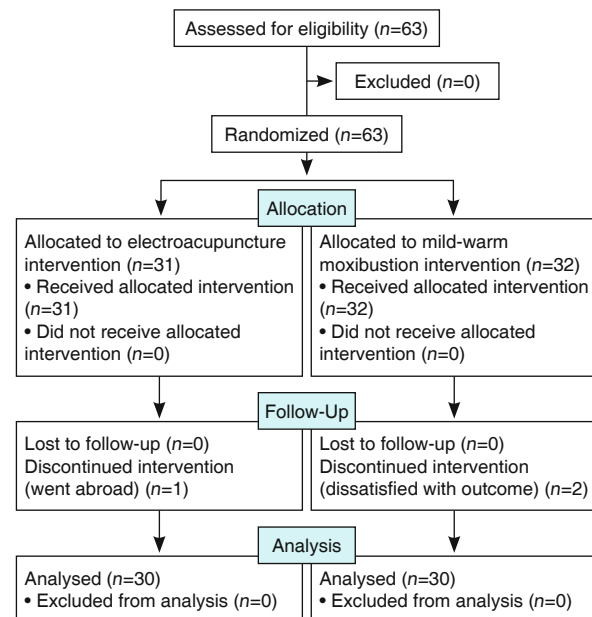 Assessed for eligibility (n=63)
Excluded (n=0)
Randomized (n=63)
Allocation
Allocated to electroacupuncture
intervention (n=31)
• Received allocated intervention
(n=31)
• Did not receive allocated
intervention (n=0)
Allocated to mild-warm
moxibustion intervention (n=32)
• Received allocated intervention
(n=32)
• Did not receive allocated
intervention (n=0)
Follow-Up
Lost to follow-up (n=0)
Discontinued intervention
(went abroad) (n=1)
Lost to follow-up (n=0)
Discontinued intervention
(dissatisfied with outcome) (n=2)
Analysis
Analysed (n=30)
• Excluded from analysis (n=0)
Analysed (n=30)
• Excluded from analysis (n=0)